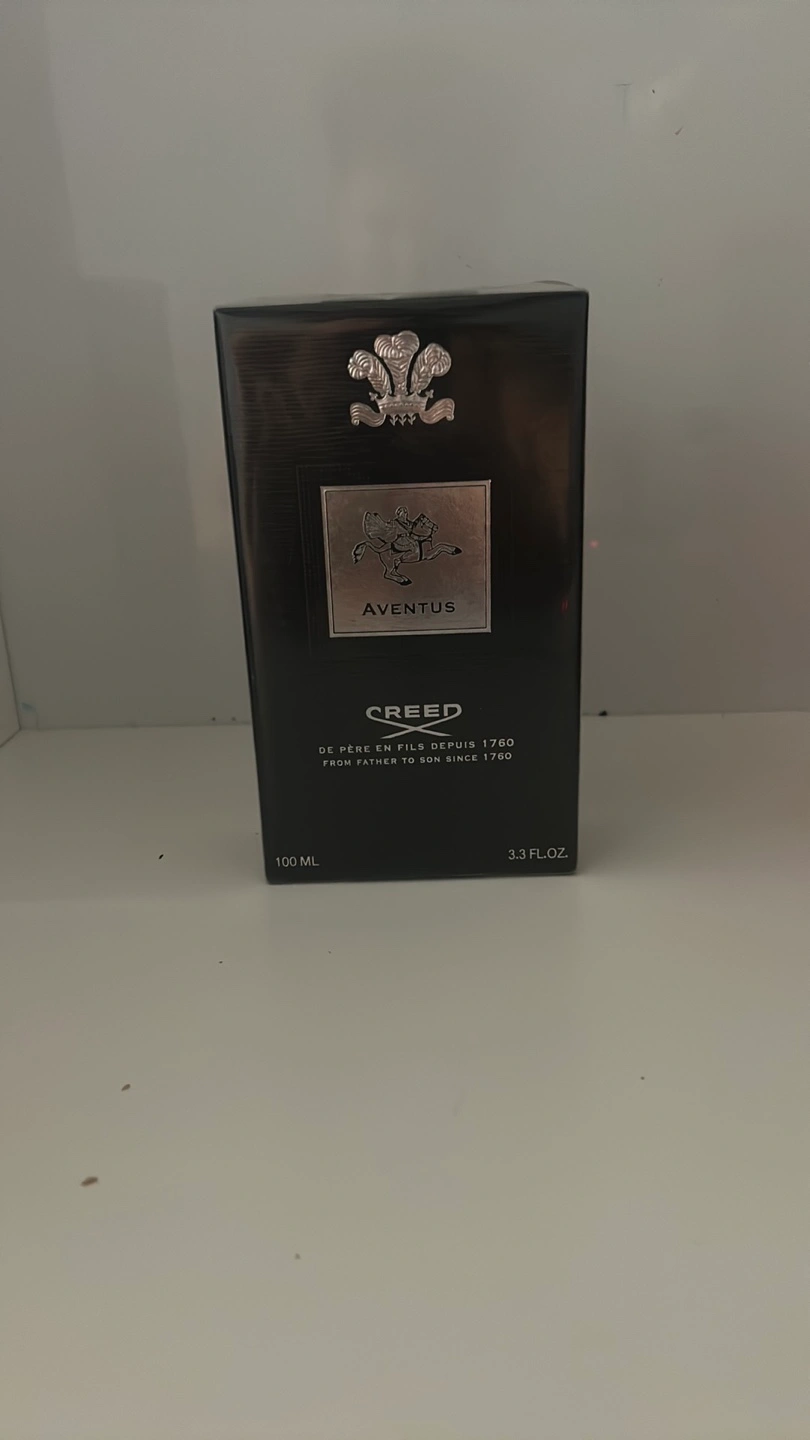 AVENTUS
CREED
DE PÈRE EN FILS DEPUIS 1760
FROM FATHER TO SON SINCE 1760
100 ML
3.3 FL.OZ.